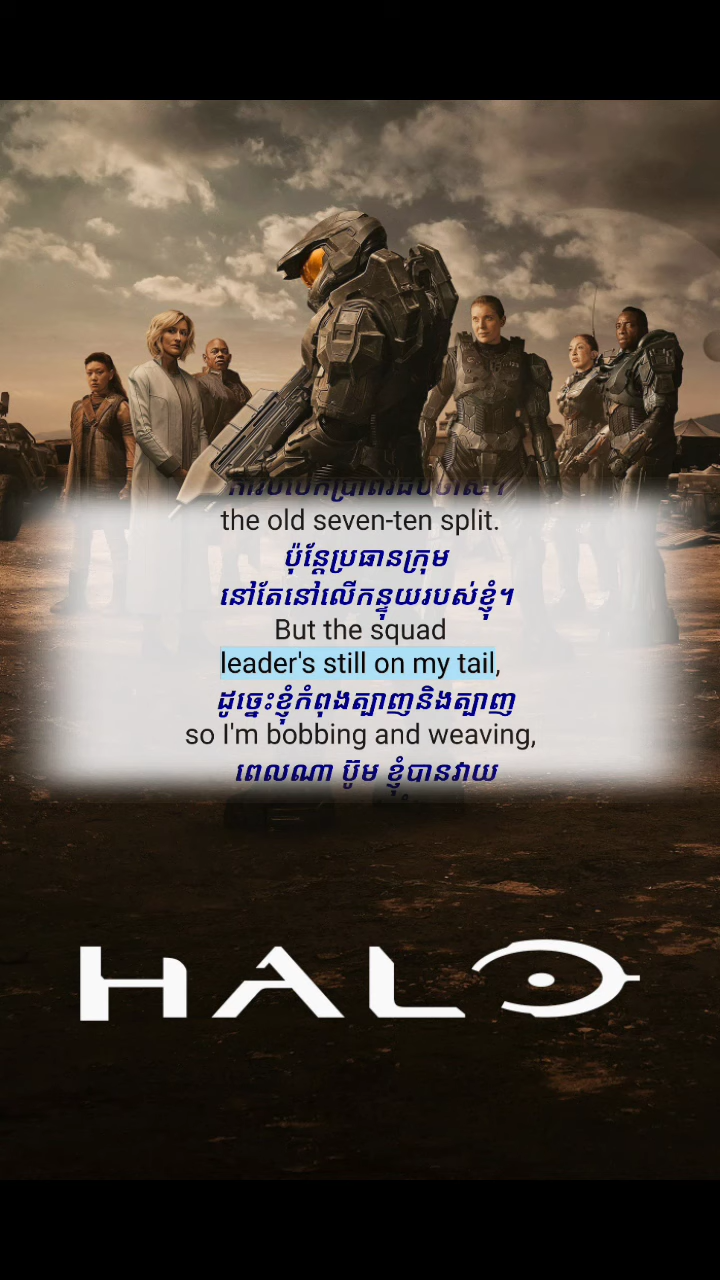 the old seven-ten split.
ប៉ុន្តែប្រធានក្រុម
នៅតែនៅលើកន្ទុយរបស់ខ្ញុំ។
But the squad
leader's still on my tail,
ដូច្នេះខ្ញុំកំពុងត្បាញនិងត្បាញ
so I'm bobbing and weaving,
ពេលណា ប៊ូម ខ្ញុំបានវាយ
HALO